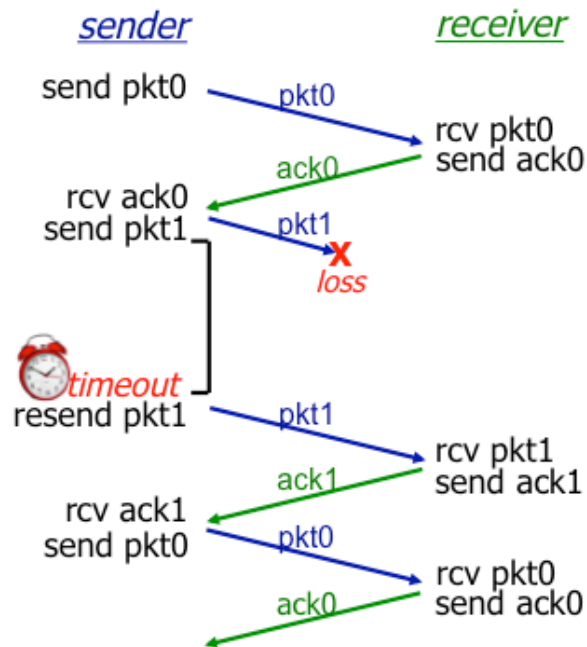 sender
receiver
send pkt0
pkt0
rcv pkt0
send ack0
ack0
rcv ack0
send pkt1
pkt1
X
loss
timeout
resend pkt1
pkt1
rcv pkt1
send ack1
ack1
rcv ack1
send pkt0
pkt0
rcv pkt0
send ack0
ack0